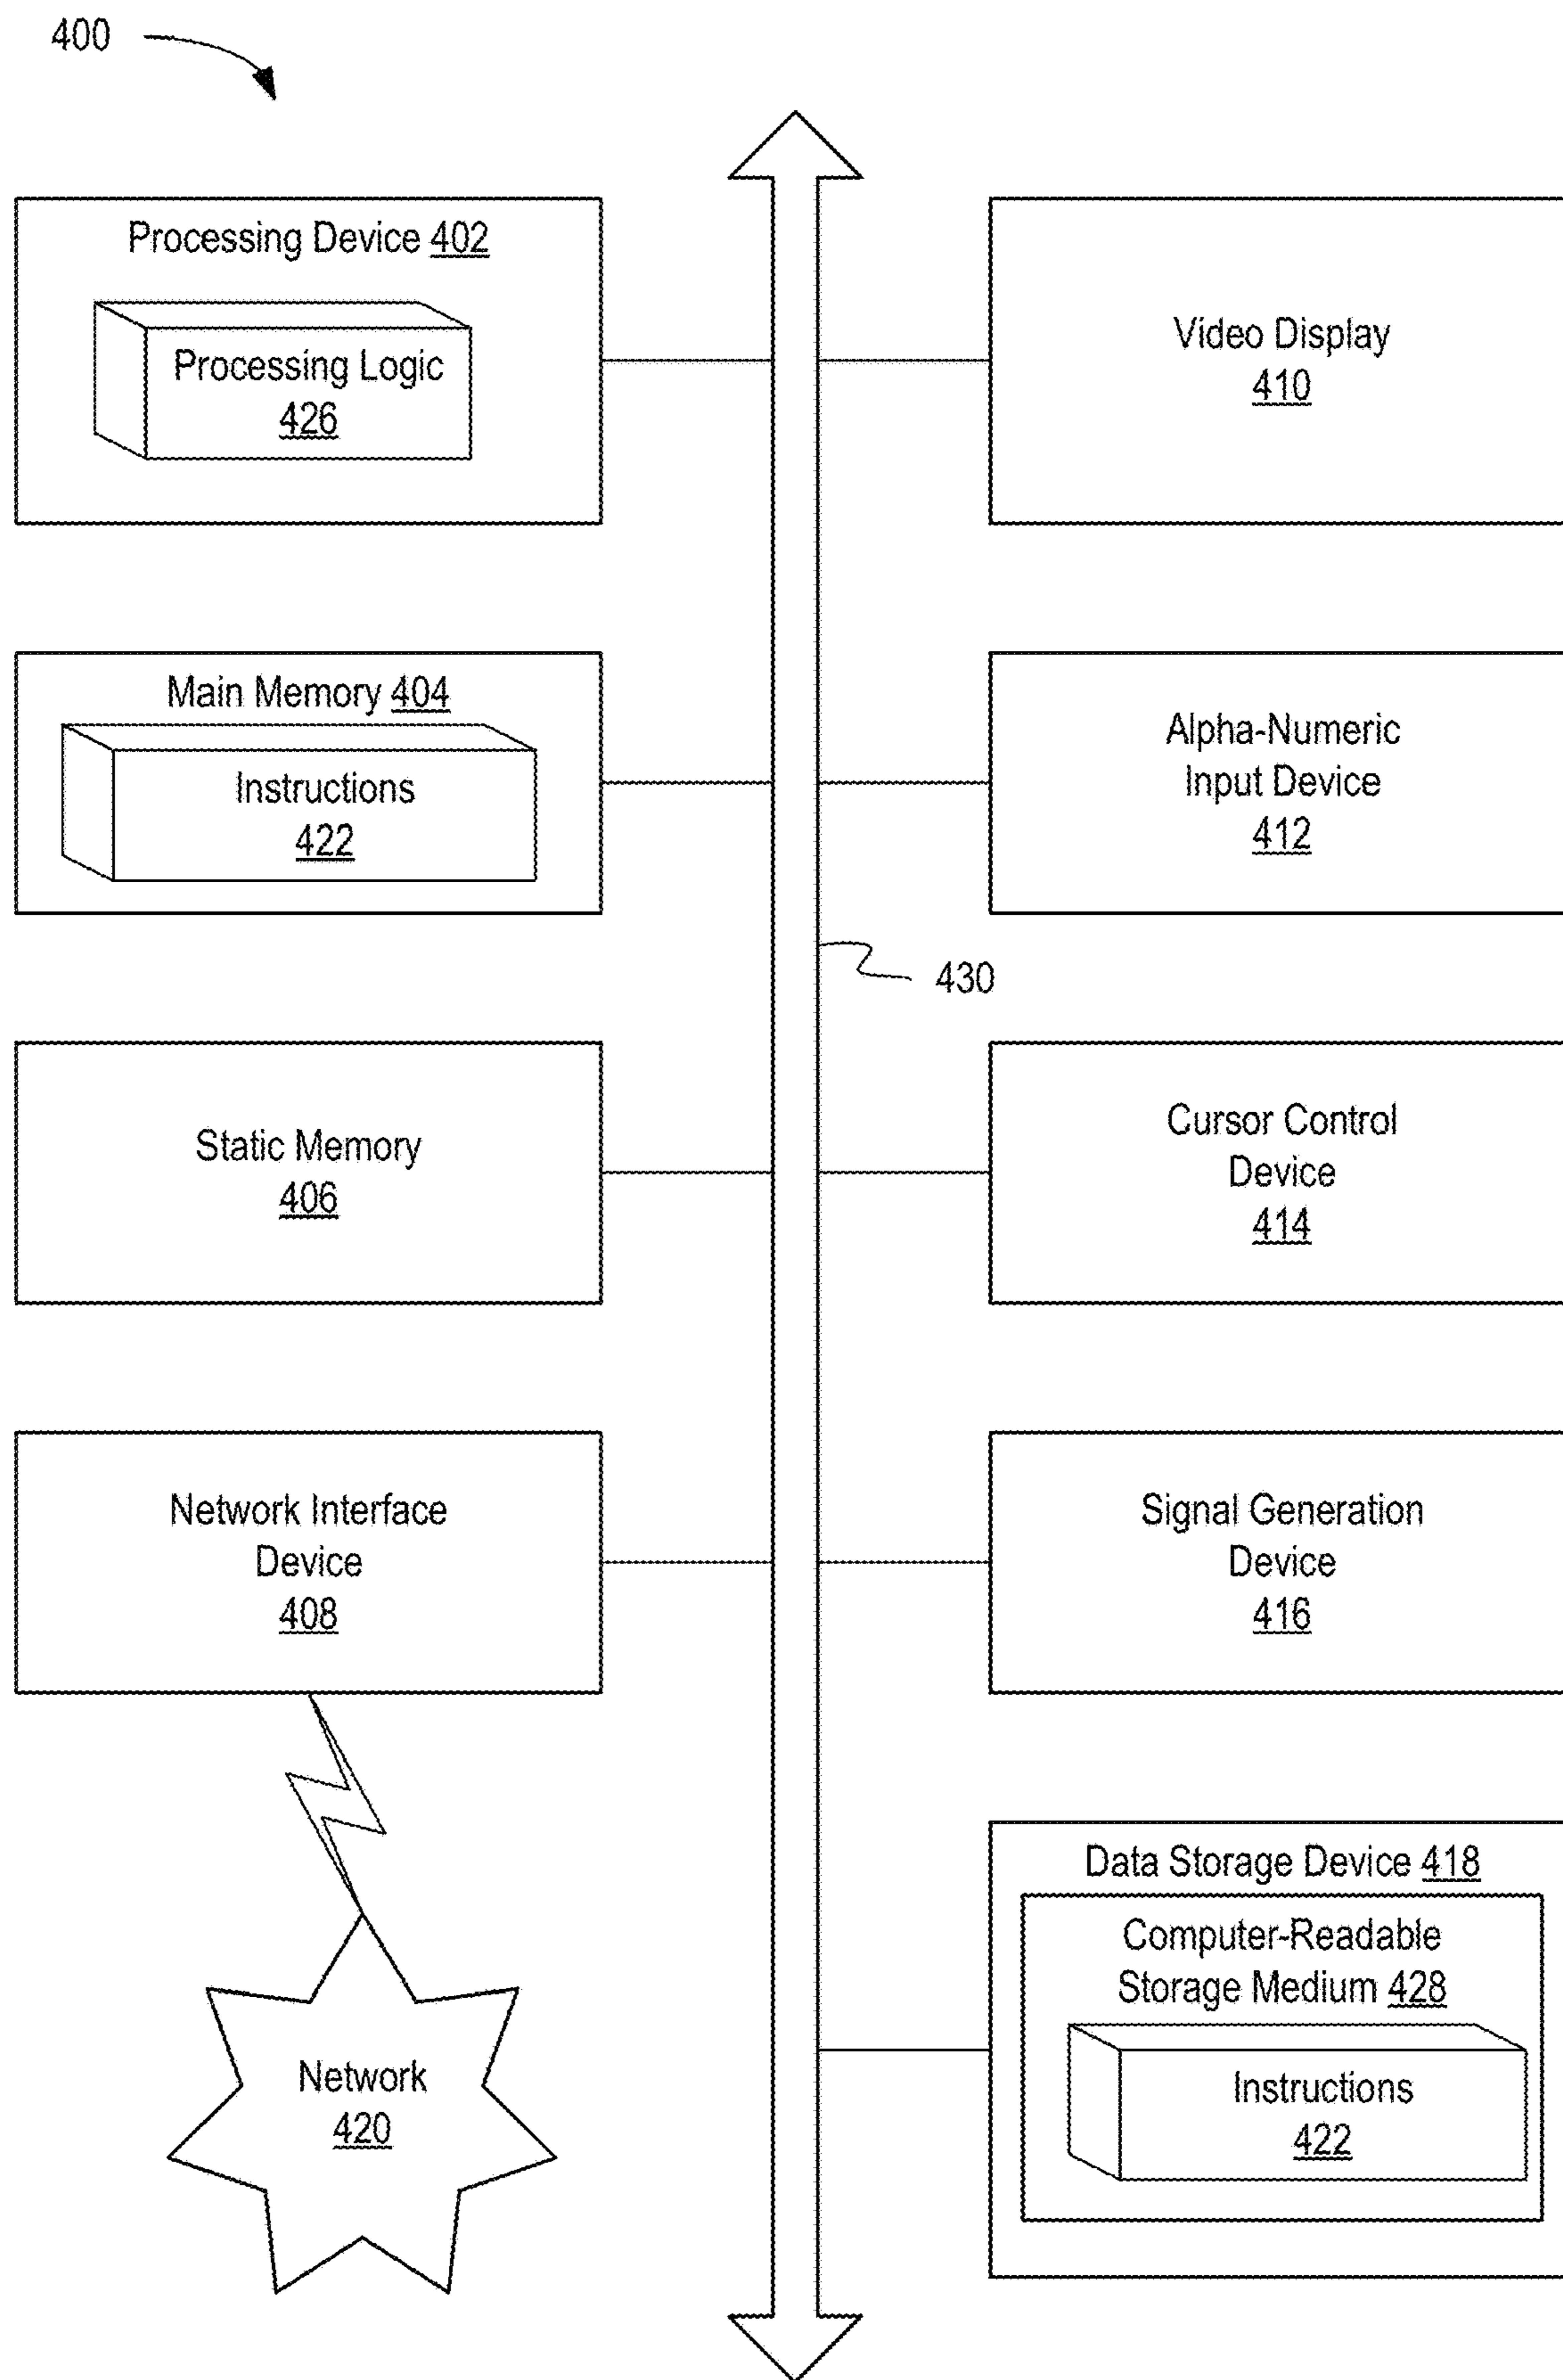 400
Processing Device 402
Processing Logic
426
Video Display
410
Main Memory 404
Instructions
422
Alpha-Numeric
Input Device
412
430
Static Memory
406
Cursor Control
Device
414
Network Interface
Device
408
Signal Generation
Device
416
Data Storage Device 418
Computer-Readable
Storage Medium 428
Instructions
422
Network
420